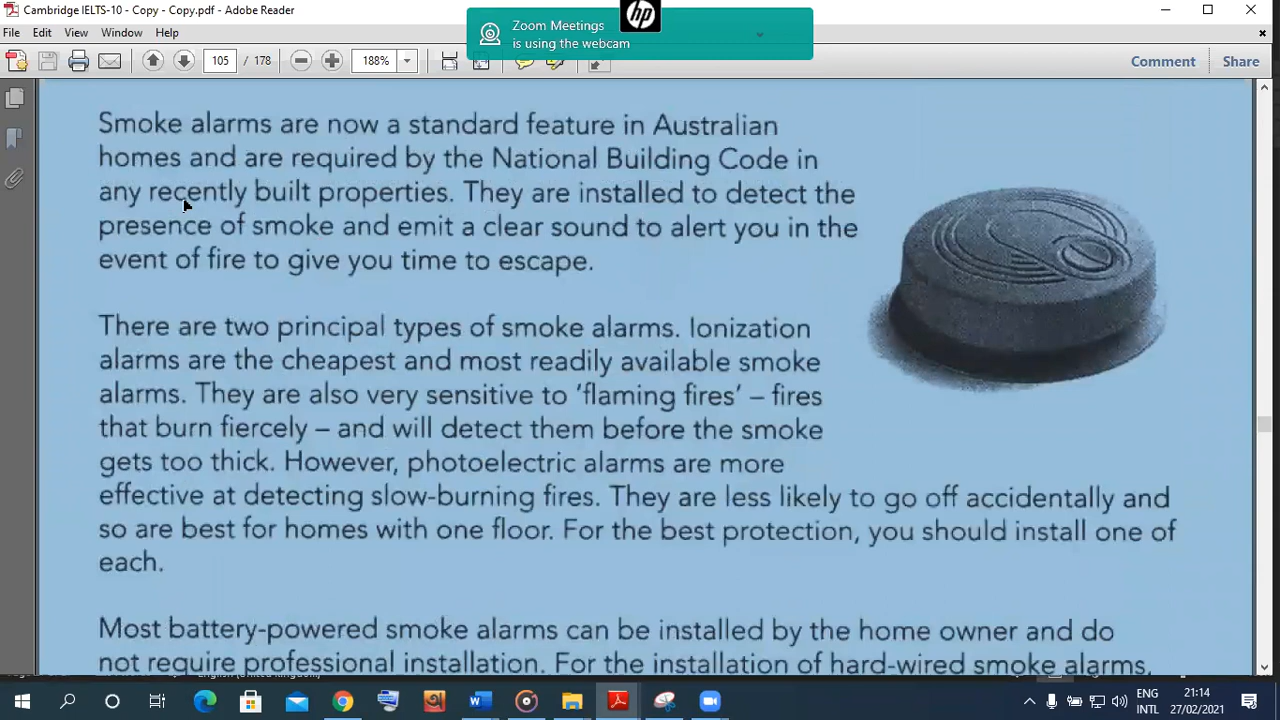 Cambridge IELTS-10 - Copy - Copy.pdf - Adobe Reader
File Edit View Window Help
Zoom Meetings
is using the webcam
hp
105 / 178
188%
Comment
Share
Smoke alarms are now a standard feature in Australian
homes and are required by the National Building Code in
any recently built properties. They are installed to detect the
presence of smoke and emit a clear sound to alert you in the
event of fire to give you time to escape.
There are two principal types of smoke alarms. Ionization
alarms are the cheapest and most readily available smoke
alarms. They are also very sensitive to ‘flaming fires’ – fires
that burn fiercely – and will detect them before the smoke
gets too thick. However, photoelectric alarms are more
effective at detecting slow-burning fires. They are less likely to go off accidentally and
so are best for homes with one floor. For the best protection, you should install one of
each.
Most battery-powered smoke alarms can be installed by the home owner and do
not require professional installation. For the installation of hard-wired smoke alarms,
ENG
INTL
21:14
27/02/2021